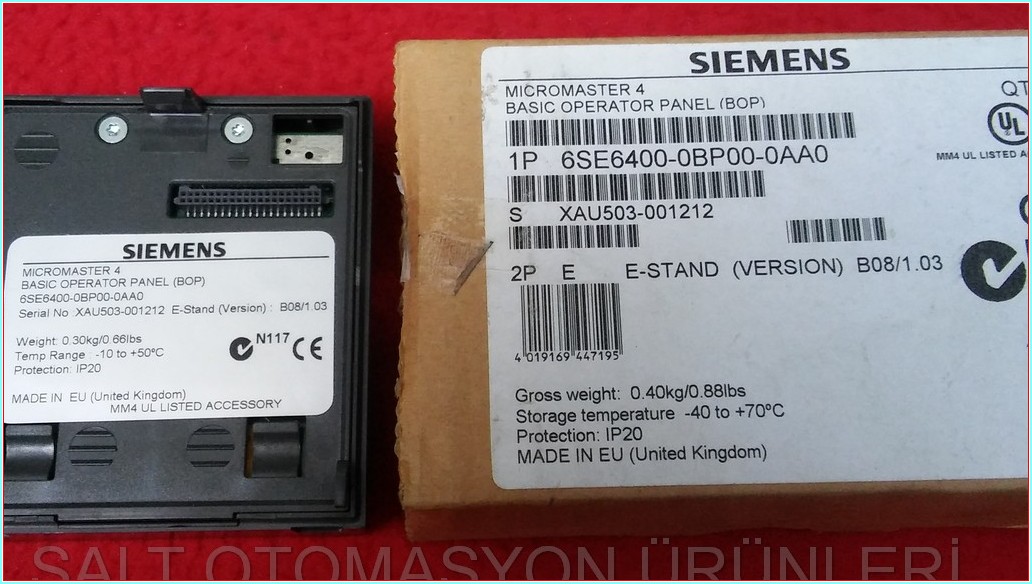 SIEMENS
MICROMASTER 4
BASIC OPERATOR PANEL (BOP)
6SE6400-0BP00-0AA0
Serial No :XAU503-001212 E-Stand (Version) : B08/1.03
Weight: 0.30kg/0.66lbs
Temp Range : -10 to +50ºC
Protection: IP20
N117 CE
MADE IN EU (United Kingdom)
MM4 UL LISTED ACCESSORY
SIEMENS
MICROMASTER 4
BASIC OPERATOR PANEL (BOP)
1P 6SE6400-0BP00-0AA0
S XAU503-001212
2P E E-STAND (VERSION) B08/1.03
4 019169 447195
Gross weight: 0.40kg/0.88lbs
Storage temperature -40 to +70ºC
Protection: IP20
MADE IN EU (United Kingdom)
UL
MM4 UL LISTED
SALT OTOMASYON ÜRÜNLERİ